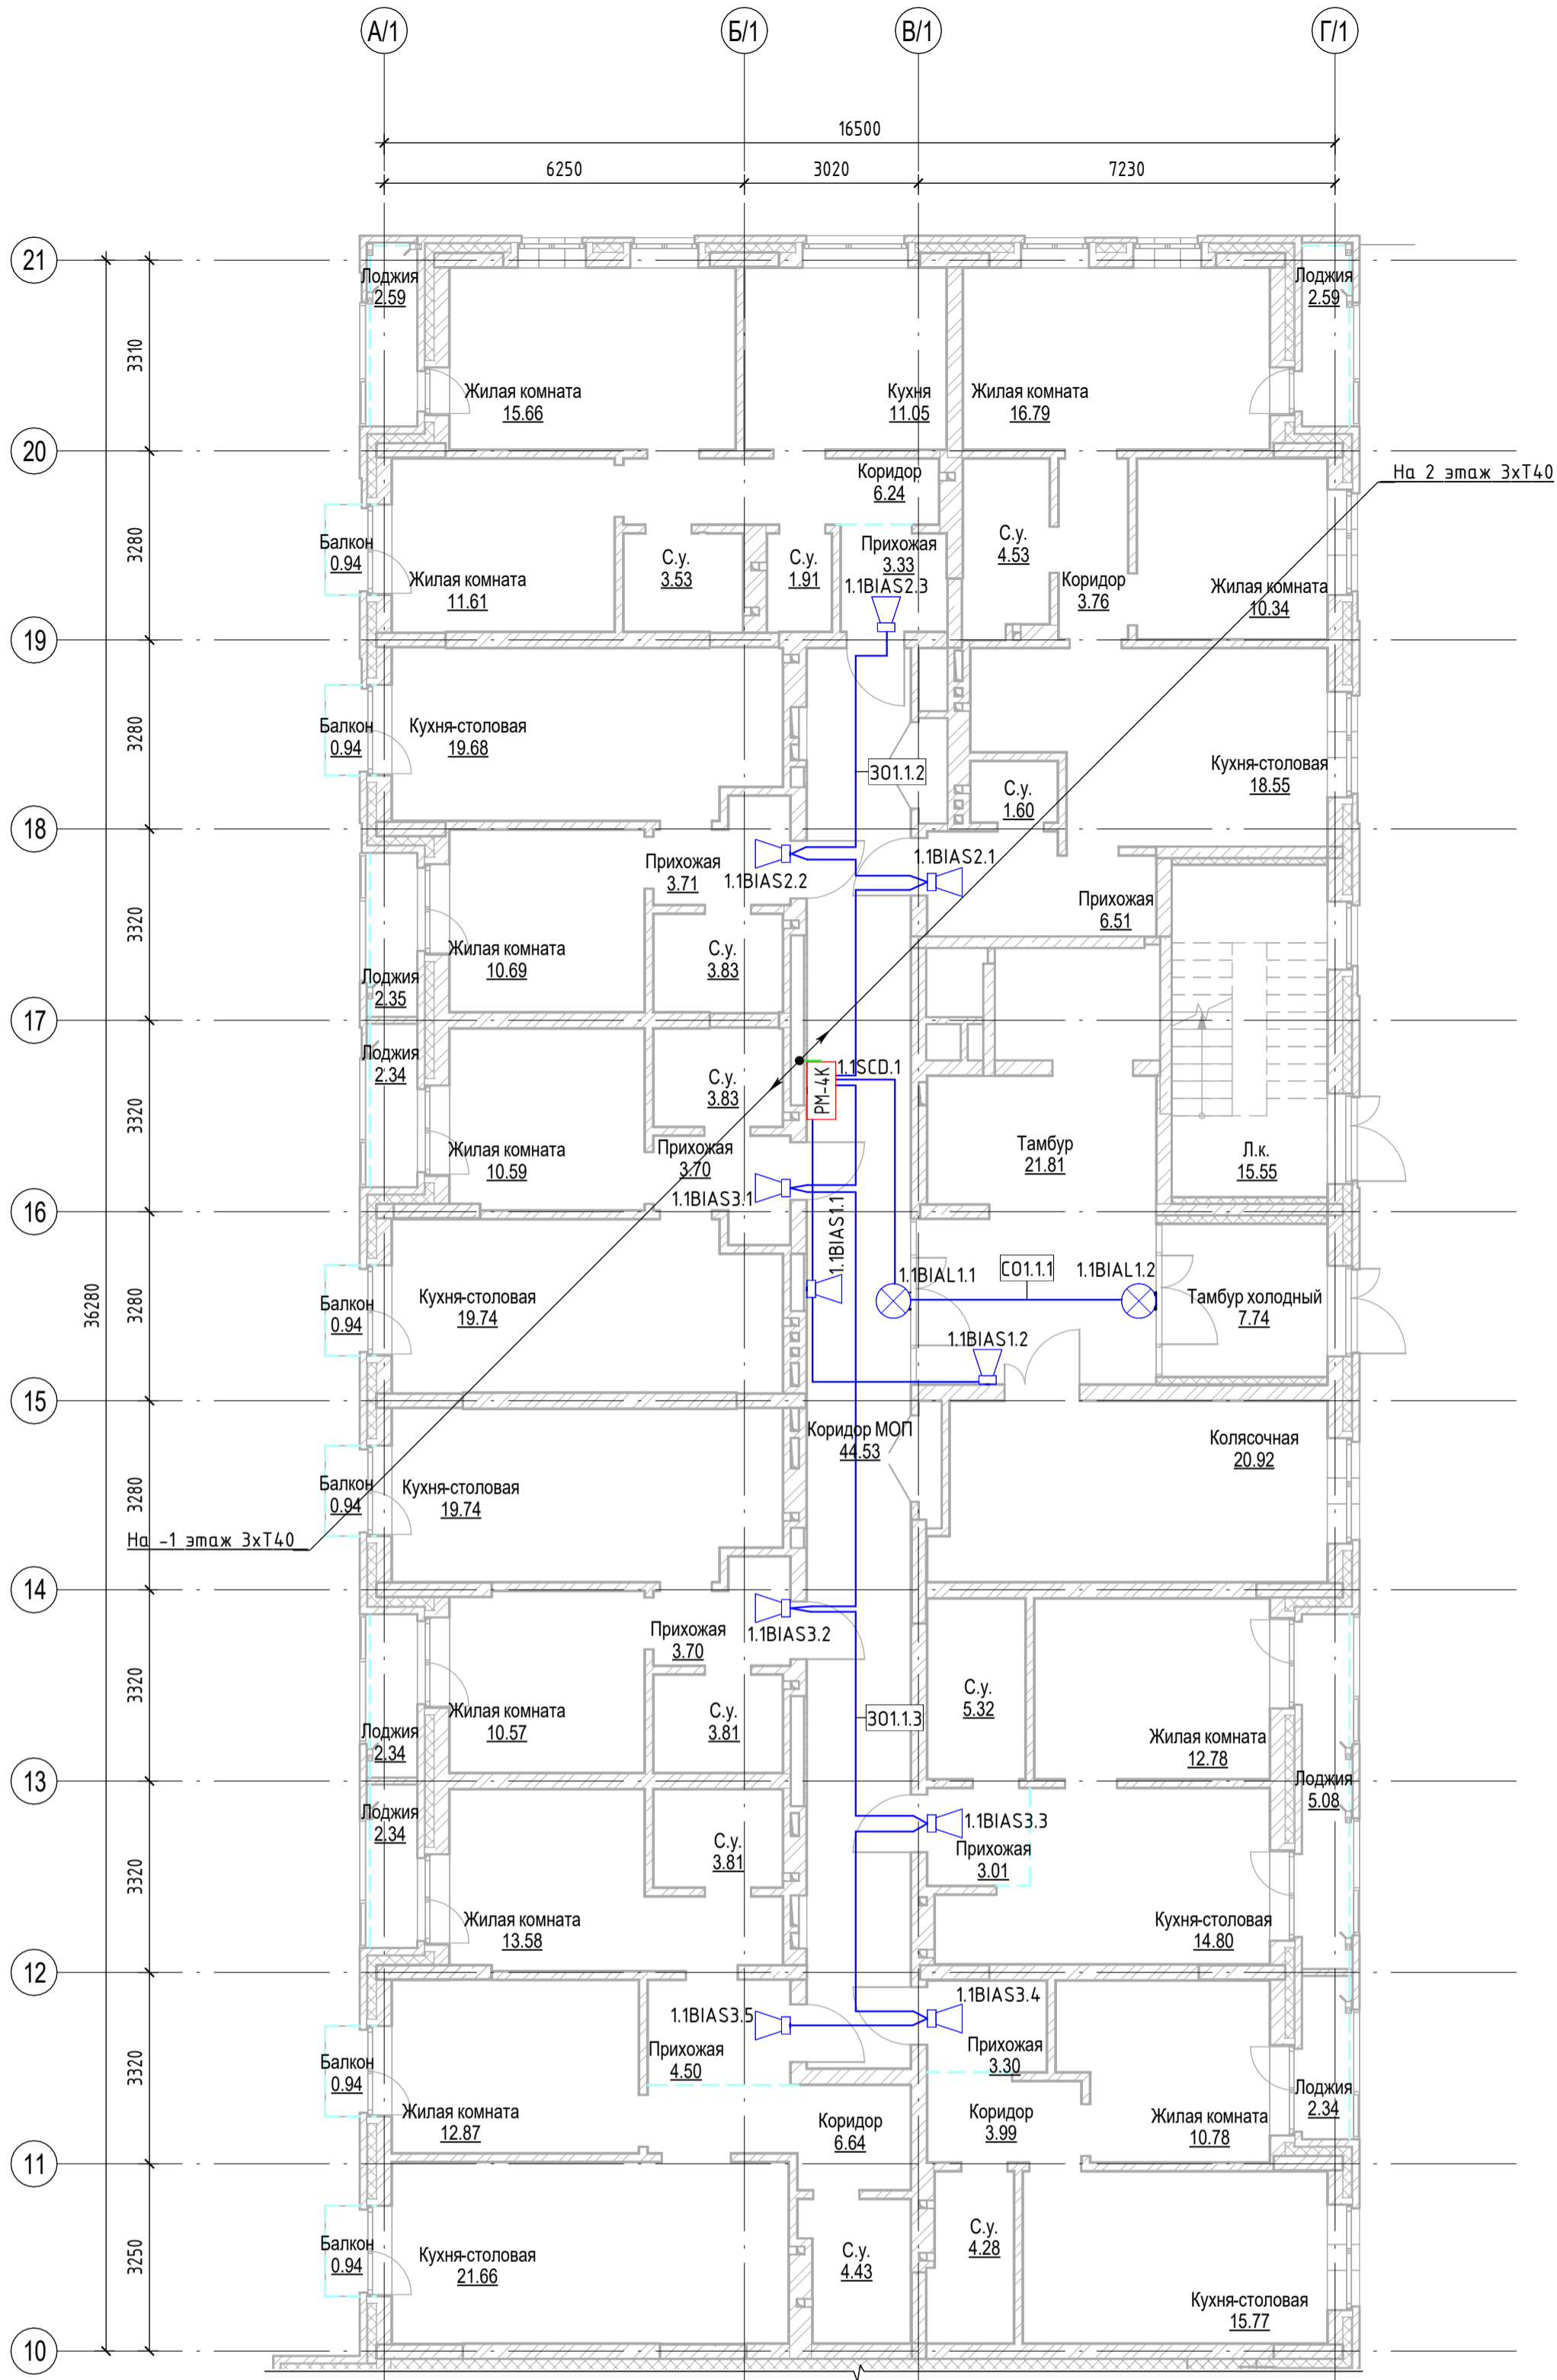 А/1
Б/1
В/1
Г/1
16500
6250
3020
7230
21
Лоджия
2.59
Лоджия
2.59
3310
Жилая комната
15.66
Кухня
11.05
Жилая комната
16.79
20
Коридор
6.24
На 2 этаж 3хТ40
3280
Балкон
0.94
Жилая комната
11.61
С.у.
3.53
С.у.
1.91
Прихожая
3.33
1.1BIAS2.3
С.у.
4.53
Коридор
3.76
Жилая комната
10.34
19
3280
Балкон
0.94
Кухня-столовая
19.68
ЗО1.1.2
Кухня-столовая
18.55
С.у.
1.60
18
Прихожая
3.71
1.1BIAS2.2
1.1BIAS2.1
Прихожая
6.51
3320
Жилая комната
10.69
С.у.
3.83
Лоджия
2.35
17
Лоджия
2.34
С.у.
3.83
РМ-4К
1.1SCD.1
3320
Жилая комната
10.59
Прихожая
3.70
1.1BIAS3.1
Тамбур
21.81
Л.к.
15.55
16
1.1BIAS1.1
36280
3280
Балкон
0.94
Кухня-столовая
19.74
1.1BIAL1.1
СО1.1.1
1.1BIAL1.2
Тамбур холодный
7.74
1.1BIAS1.2
15
Коридор МОП
44.53
Колясочная
20.92
3280
Балкон
0.94
Кухня-столовая
19.74
На -1 этаж 3хТ40
14
Прихожая
3.70
1.1BIAS3.2
3320
Жилая комната
10.57
С.у.
3.81
ЗО1.1.3
С.у.
5.32
Жилая комната
12.78
Лоджия
2.34
13
Лоджия
5.08
Лоджия
2.34
3320
С.у.
3.81
1.1BIAS3.3
Прихожая
3.01
Жилая комната
13.58
Кухня-столовая
14.80
12
1.1BIAS3.5
1.1BIAS3.4
3320
Балкон
0.94
Прихожая
4.50
Прихожая
3.30
Жилая комната
12.87
Коридор
6.64
Коридор
3.99
Жилая комната
10.78
Лоджия
2.34
11
3250
Балкон
0.94
Кухня-столовая
21.66
С.у.
4.43
С.у.
4.28
Кухня-столовая
15.77
10